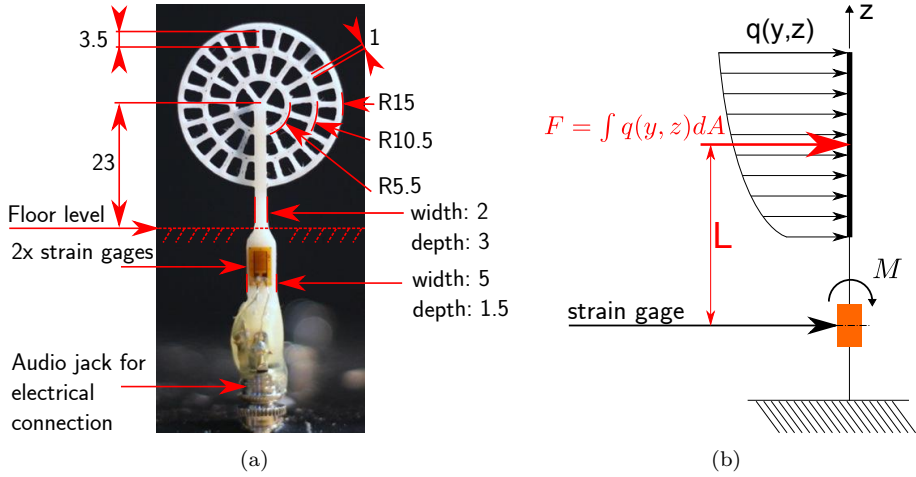 3.5
1
R15
R10.5
23
R5.5
Floor level
width: 2
depth: 3
2x strain gages
width: 5
depth: 1.5
Audio jack for
electrical
connection
(a)
z
q(y,z)
F = ∫ q(y, z)dA
L
M
strain gage
(b)